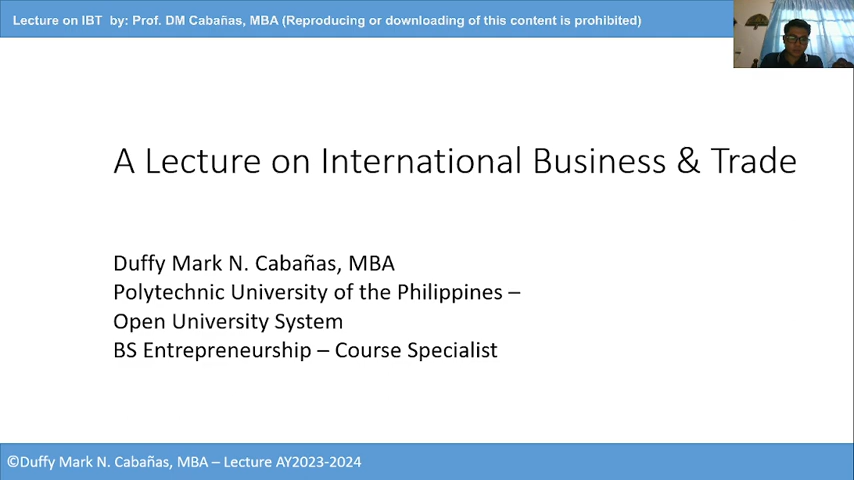 Lecture on IBT by: Prof. DM Cabañas, MBA (Reproducing or downloading of this content is prohibited)
A Lecture on International Business & Trade
Duffy Mark N. Cabañas, MBA
Polytechnic University of the Philippines –
Open University System
BS Entrepreneurship – Course Specialist
©Duffy Mark N. Cabañas, MBA – Lecture AY2023-2024